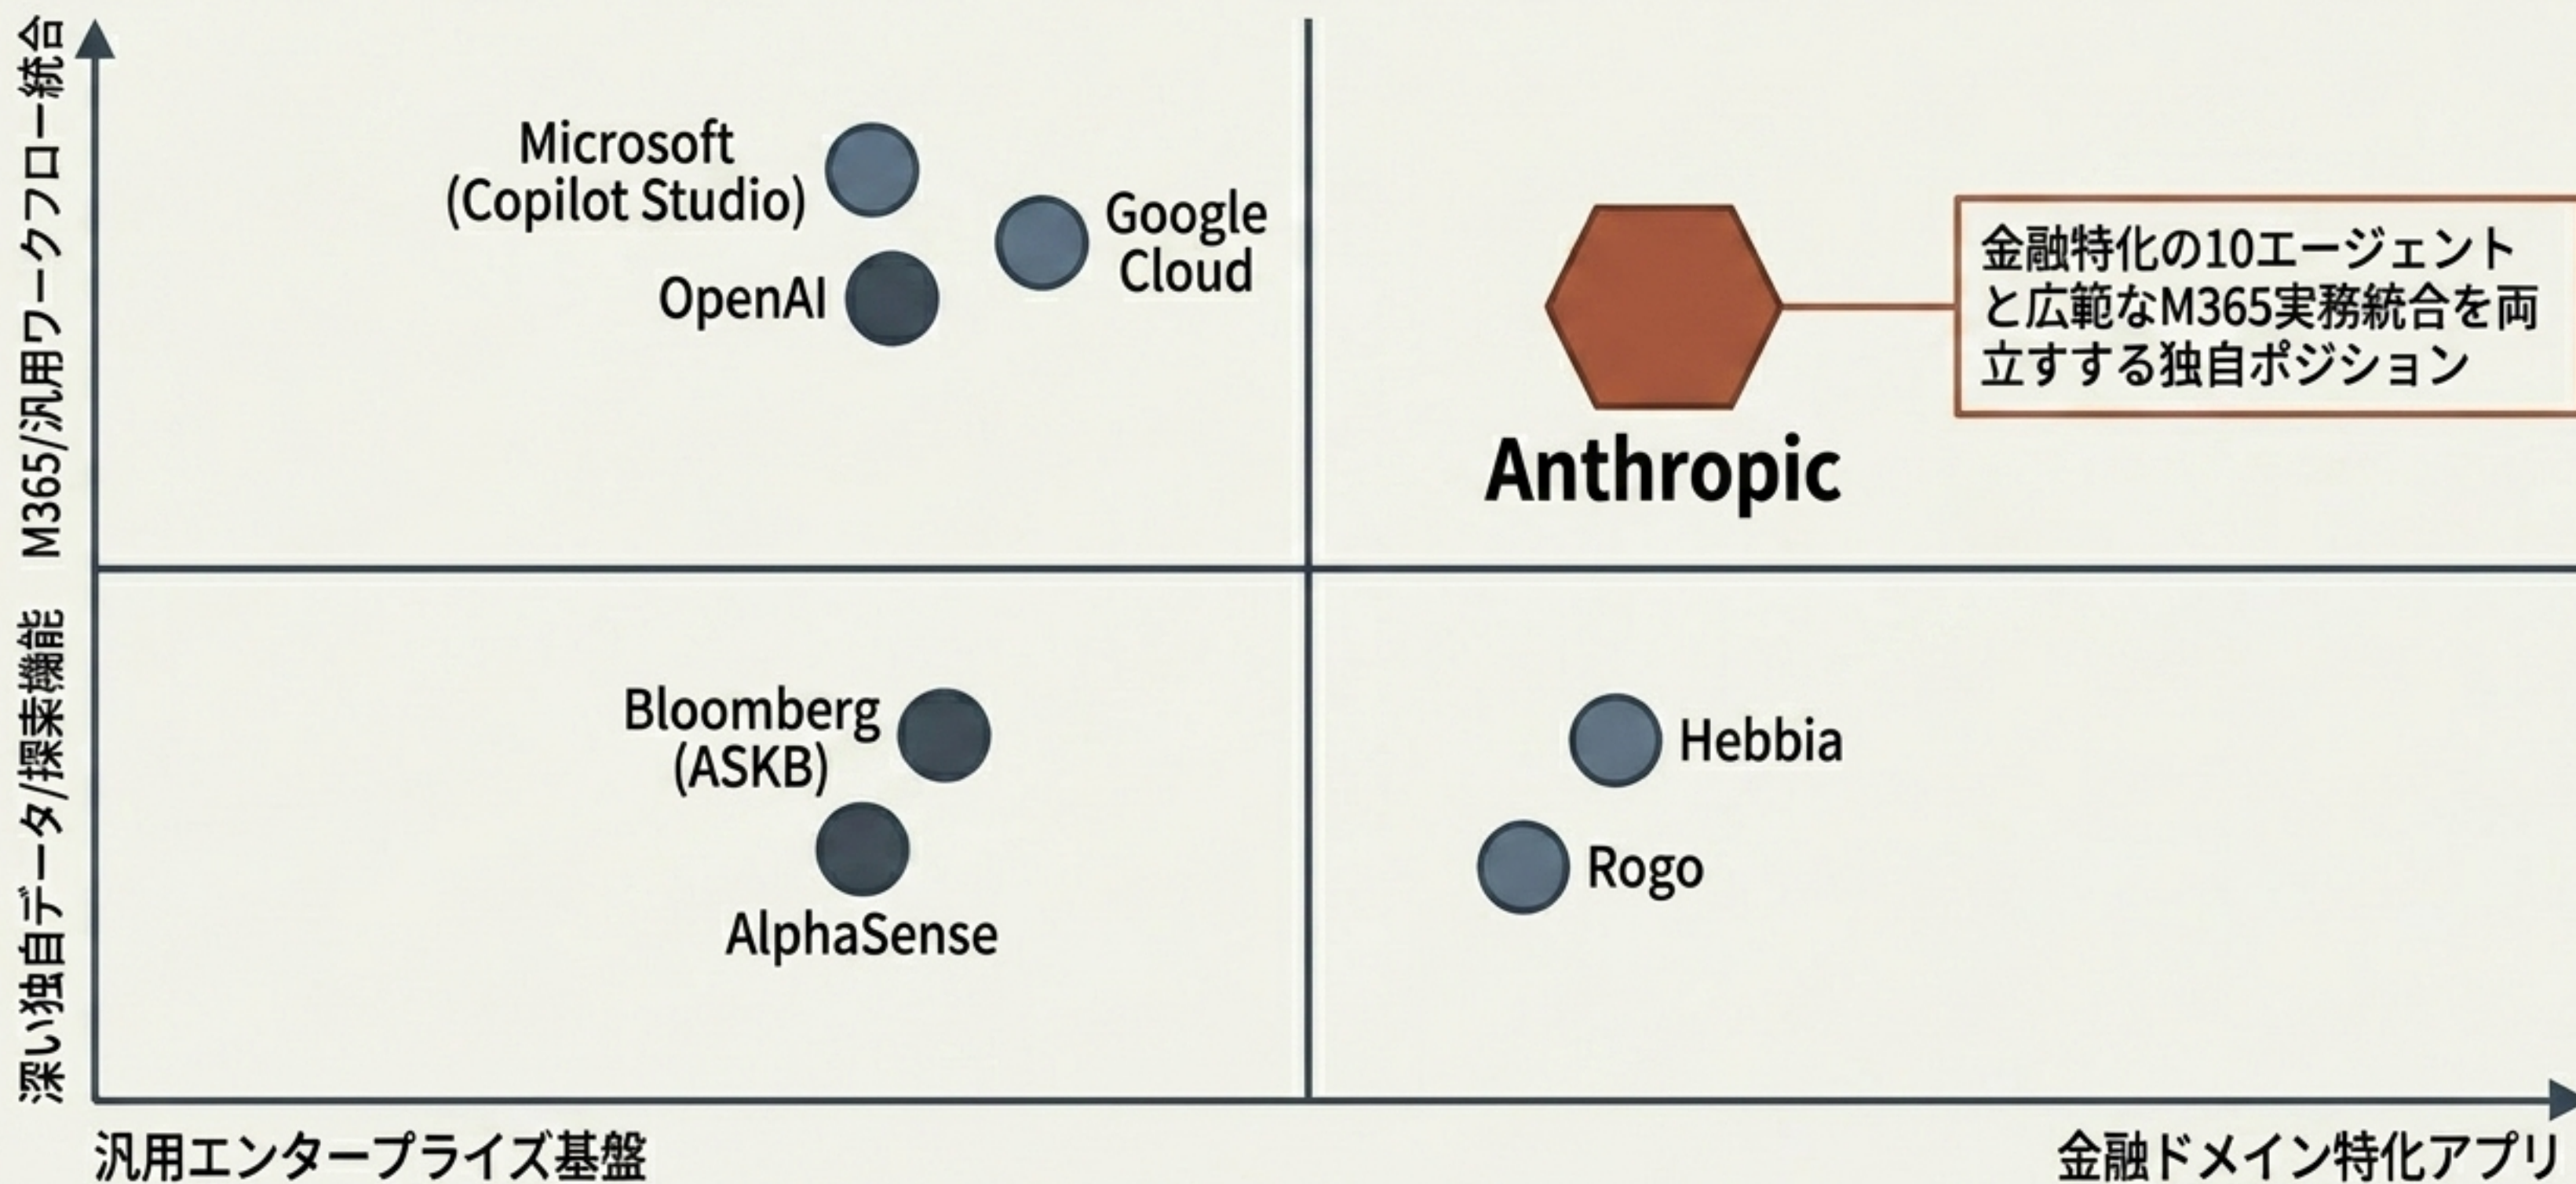 M365/汎用ワークフロー統合
Microsoft
(Copilot Studio)
OpenAI
Google
Cloud
Anthropic
金融特化の10エージェント
と広範なM365実務統合を両
立すする独自ポジション
深い独自データ/探索機能
Bloomberg
(ASKB)
AlphaSense
Hebbia
Rogo
汎用エンタープライズ基盤
金融ドメイン特化アプリ